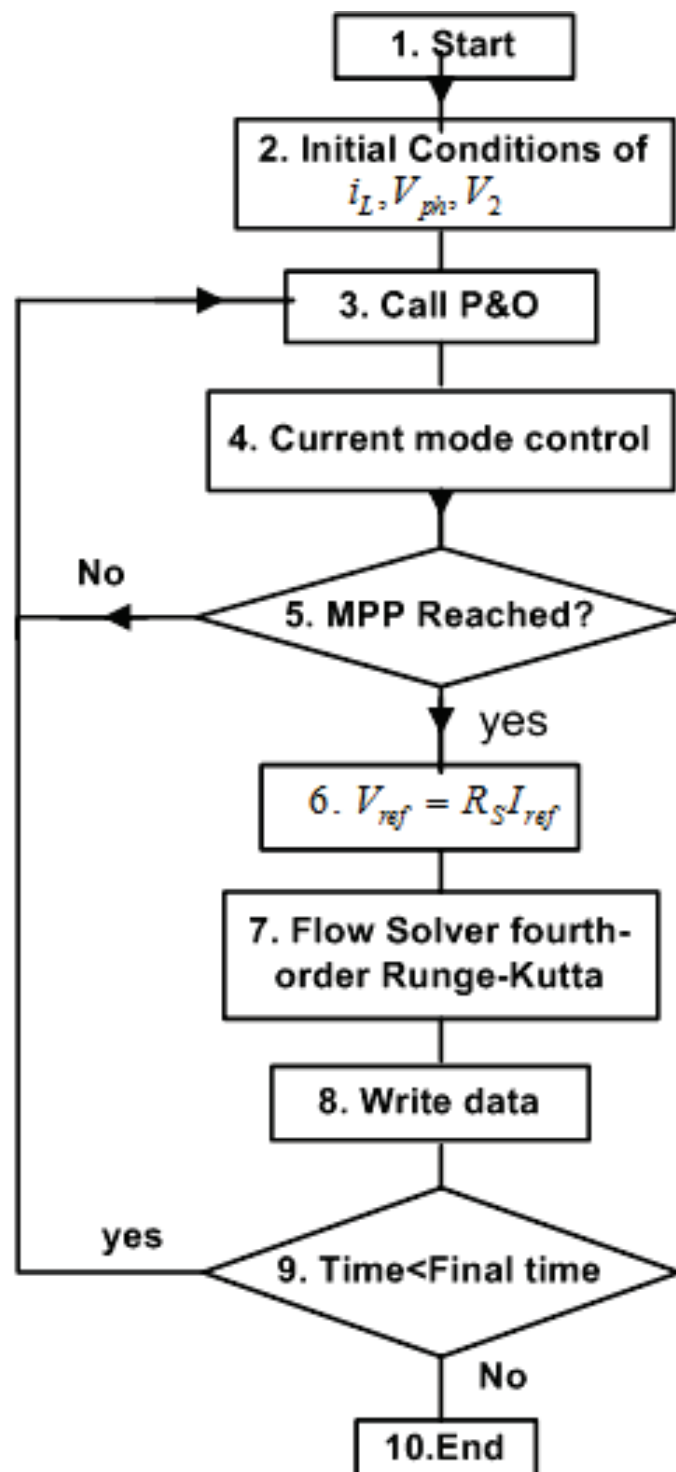 1. Start
2. Initial Conditions of
i_L, V_ph, V_2
3. Call P&O
4. Current mode control
No
5. MPP Reached?
yes
6. V_ref = R_S I_ref
7. Flow Solver fourth-
order Runge-Kutta
8. Write data
yes
9. Time<Final time
No
10.End